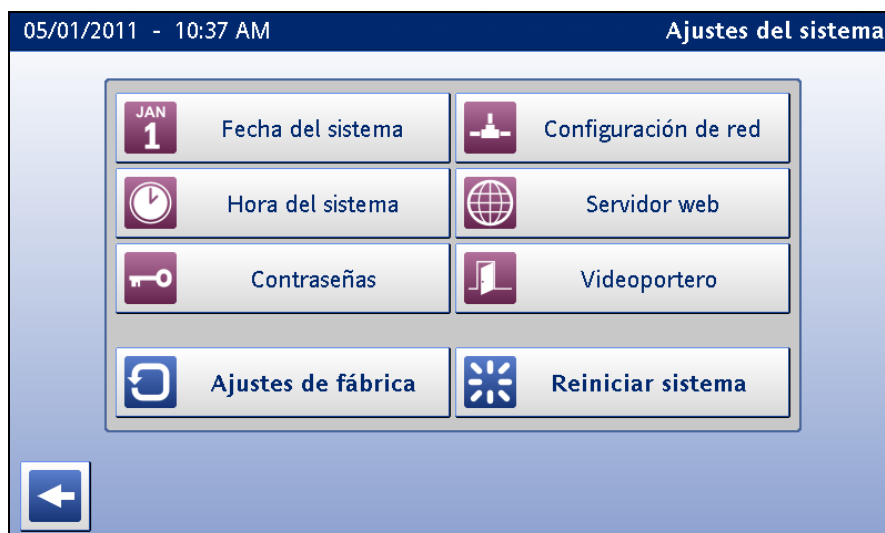 05/01/2011 - 10:37 AM
Ajustes del sistema
JAN
1
Fecha del sistema
Configuración de red
Hora del sistema
Servidor web
Contraseñas
Videoportero
Ajustes de fábrica
Reiniciar sistema